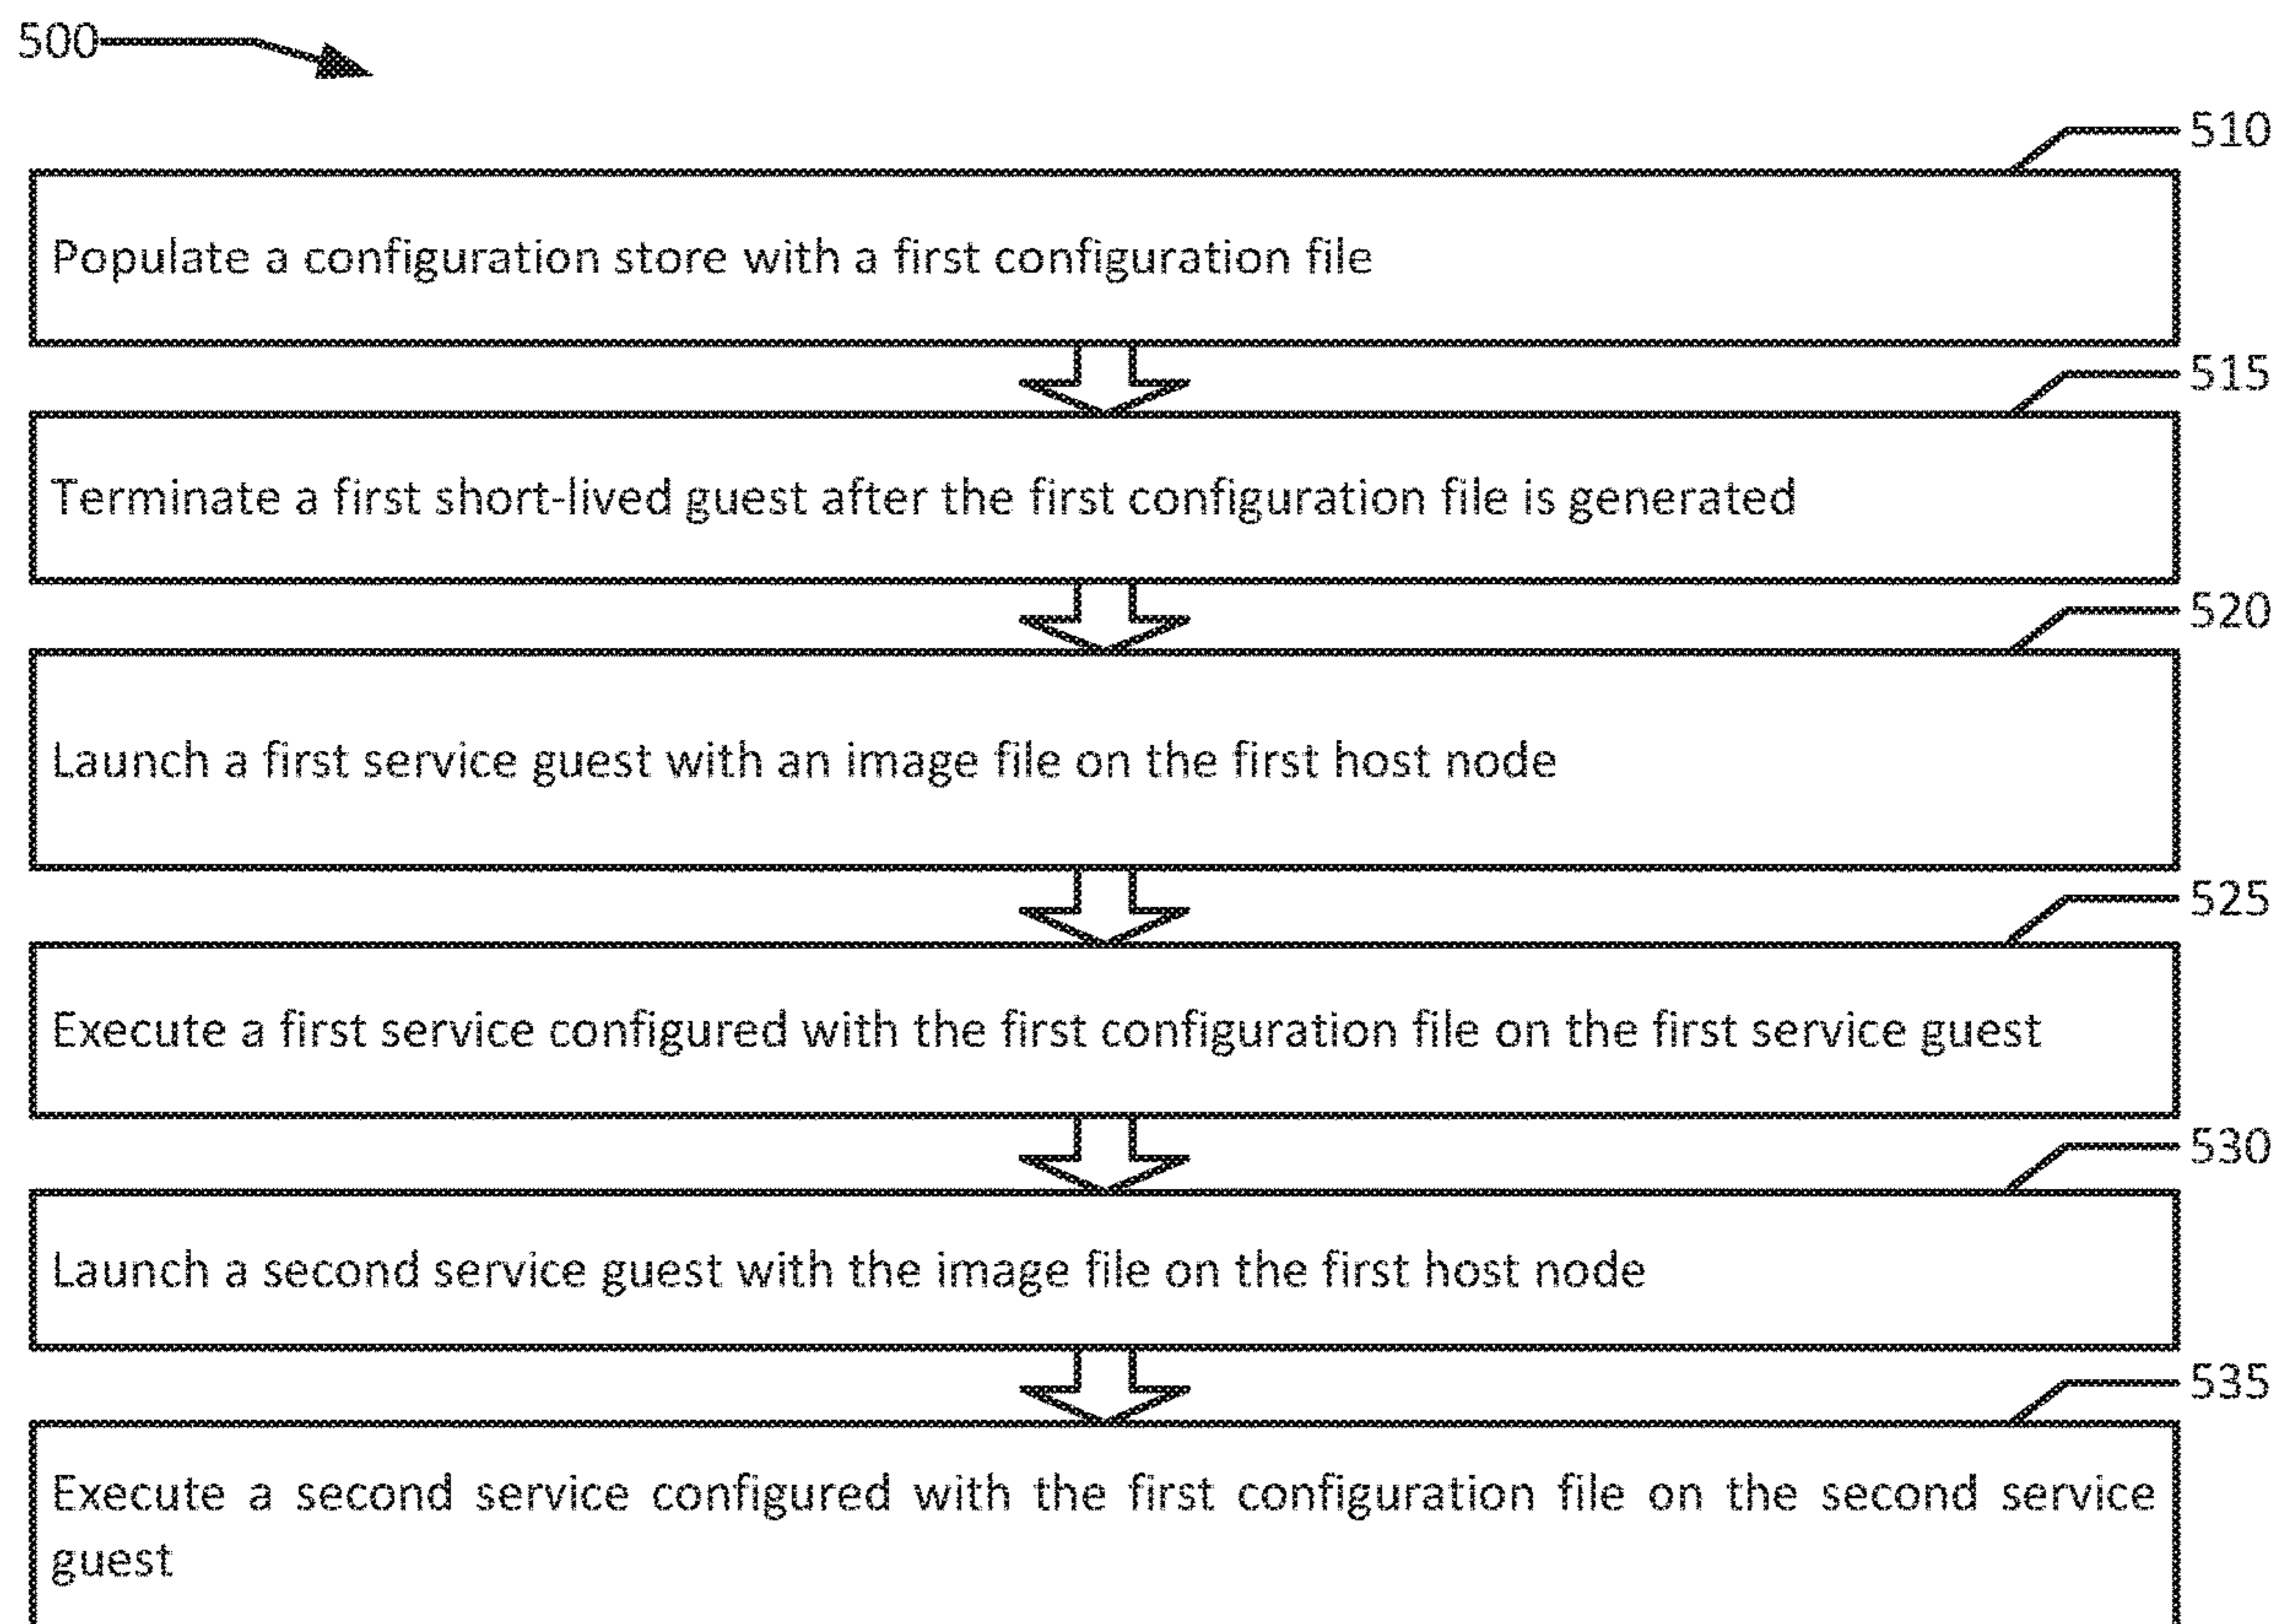 500
510
Populate a configuration store with a first configuration file
515
Terminate a first short-lived guest after the first configuration file is generated
520
Launch a first service guest with an image file on the first host node
525
Execute a first service configured with the first configuration file on the first service guest
530
Launch a second service guest with the image file on the first host node
535
Execute a second service configured with the first configuration file on the second service
guest